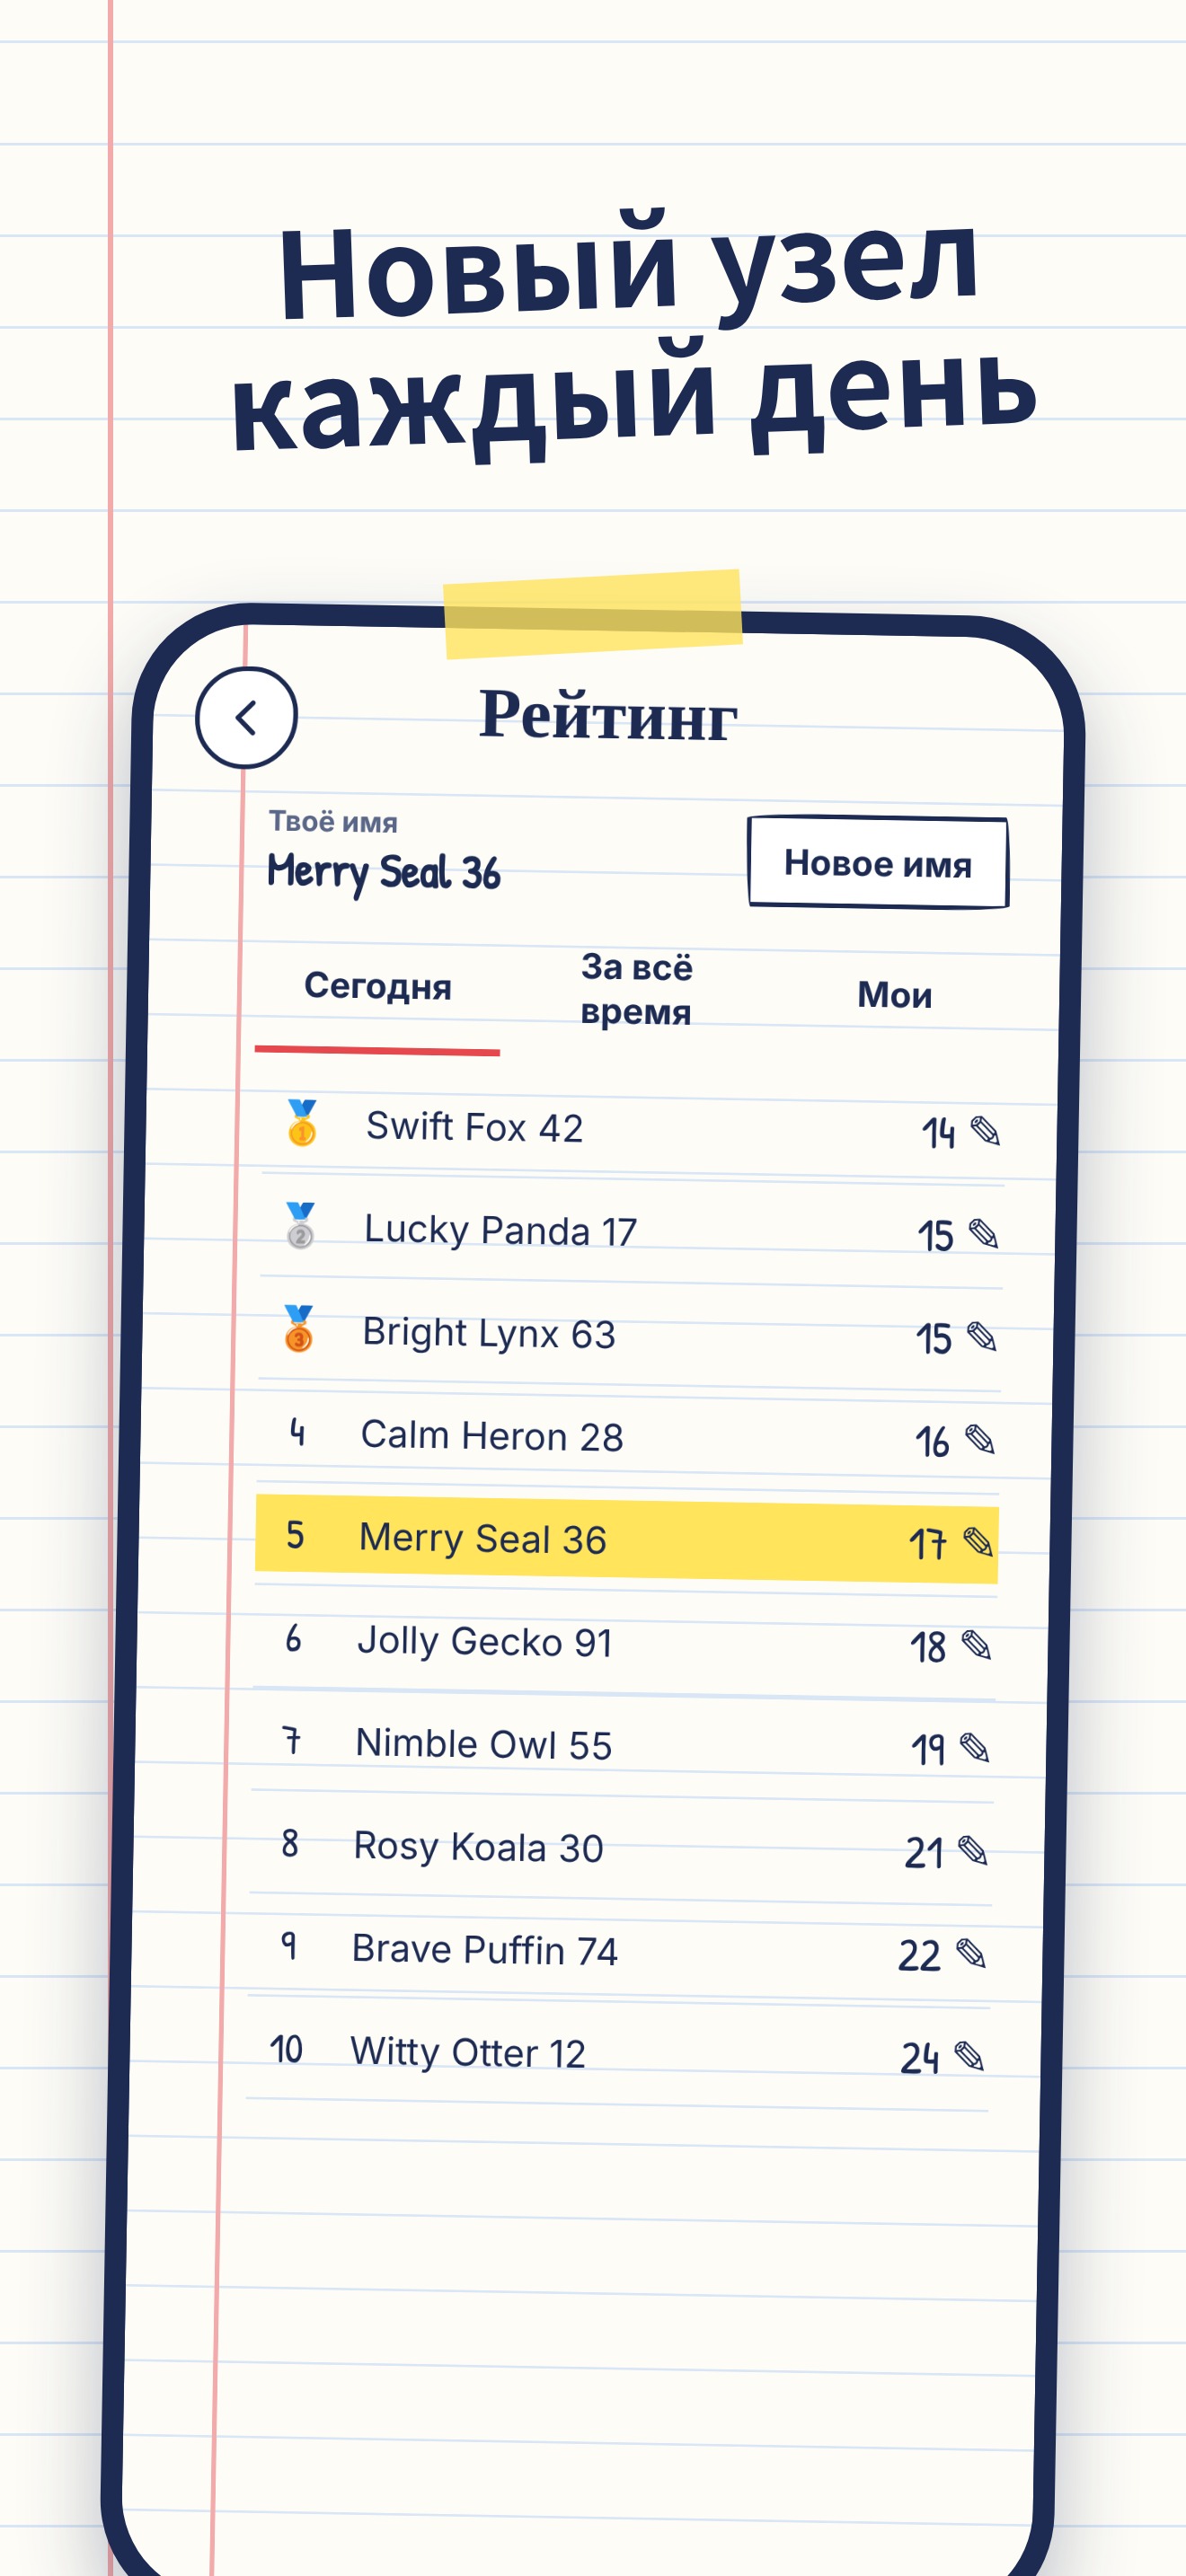 Новый узел
каждый день
Рейтинг
Твоё имя
Merry Seal 36
Новое имя
Сегодня
За всё
время
Мои
1 Swift Fox 42 14 ✎
2 Lucky Panda 17 15 ✎
3 Bright Lynx 63 15 ✎
4 Calm Heron 28 16 ✎
5 Merry Seal 36 17 ✎
6 Jolly Gecko 91 18 ✎
7 Nimble Owl 55 19 ✎
8 Rosy Koala 30 21 ✎
9 Brave Puffin 74 22 ✎
10 Witty Otter 12 24 ✎